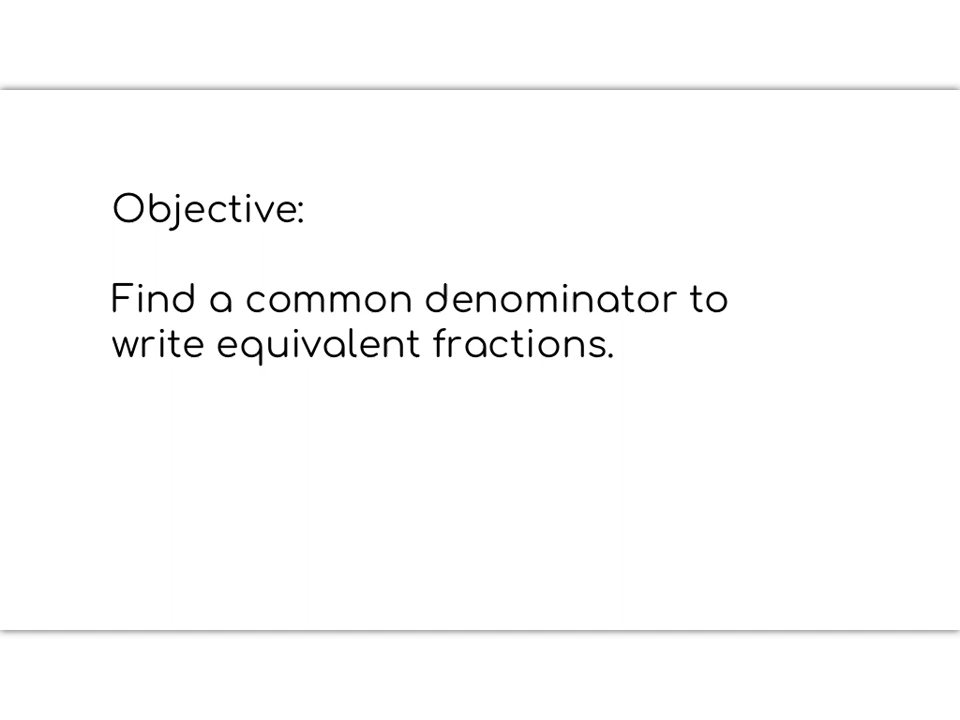 Objective:
Find a common denominator to
write equivalent fractions.